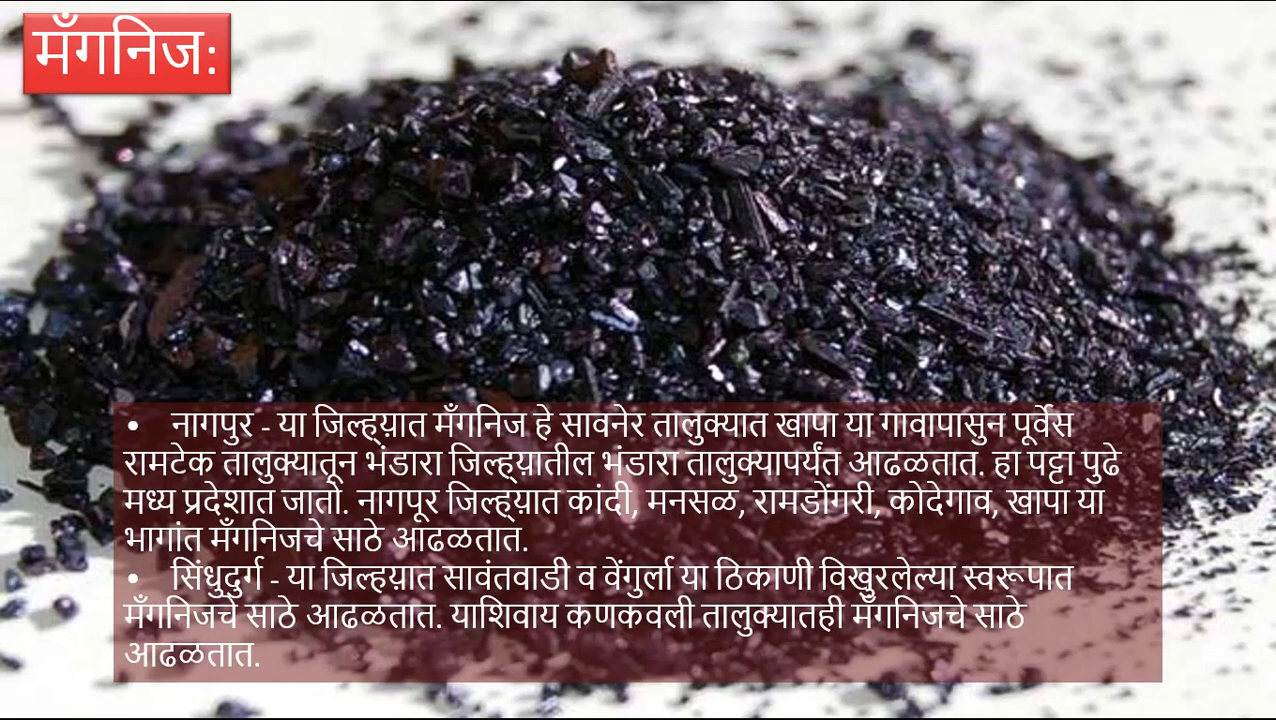 मँगनिज:
• नागपुर - या जिल्ह्य़ात मँगनिज हे सावनेर तालुक्यात खापा या गावापासुन पूर्वेस
रामटेक तालुक्यातून भंडारा जिल्ह्य़ातील भंडारा तालुक्यापर्यंत आढळतात. हा पट्टा पुढे
मध्य प्रदेशात जातो. नागपूर जिल्ह्य़ात कांदी, मनसळ, रामडोंगरी, कोदेगाव, खापा या
भागांत मँगनिजचे साठे आढळतात.
• सिंधुदुर्ग - या जिल्हय़ात सावंतवाडी व वेंगुर्ला या ठिकाणी विखुरलेल्या स्वरूपात
मँगनिजचे साठे आढळतात. याशिवाय कणकवली तालुक्यातही मँगनिजचे साठे
आढळतात.